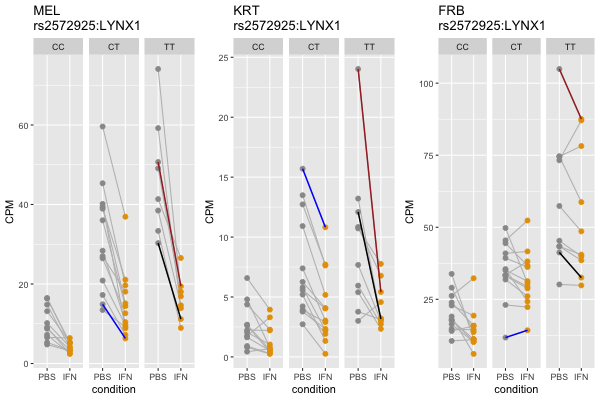 MEL
rs2572925:LYNX1
CC CT TT
CPM
60
40
20
0
PBS IFN PBS IFN PBS IFN
condition
KRT
rs2572925:LYNX1
CC CT TT
CPM
25
20
15
10
5
0
PBS IFN PBS IFN PBS IFN
condition
FRB
rs2572925:LYNX1
CC CT TT
CPM
100
75
50
25
PBS IFN PBS IFN PBS IFN
condition